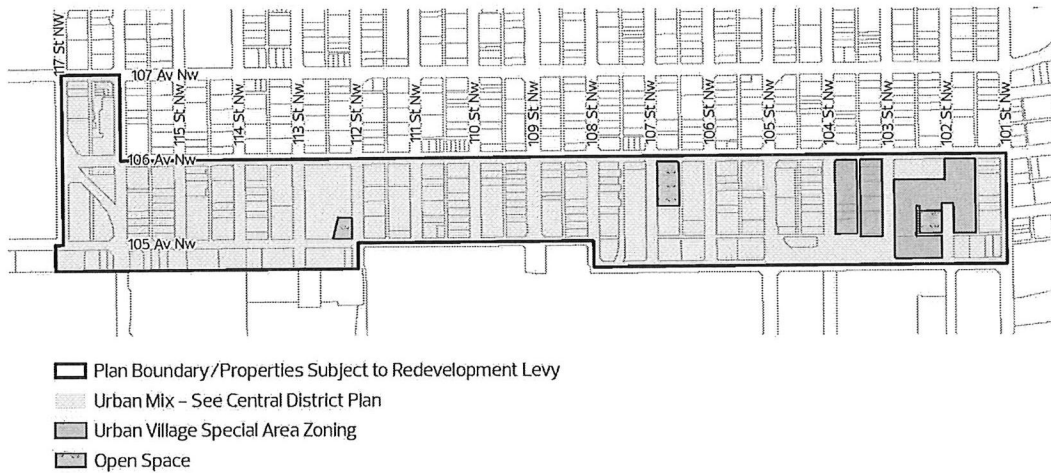 117 St NW
107 Av Nw
115 St Nw
114 St Nw
113 St Nw
112 St Nw
111 St Nw
110 St Nw
109 St Nw
108 St Nw
107 St Nw
106 St Nw
105 St Nw
104 St Nw
103 St Nw
102 St Nw
101 St Nw
106 Av Nw
105 Av Nw
Plan Boundary/Properties Subject to Redevelopment Levy
Urban Mix – See Central District Plan
Urban Village Special Area Zoning
Open Space